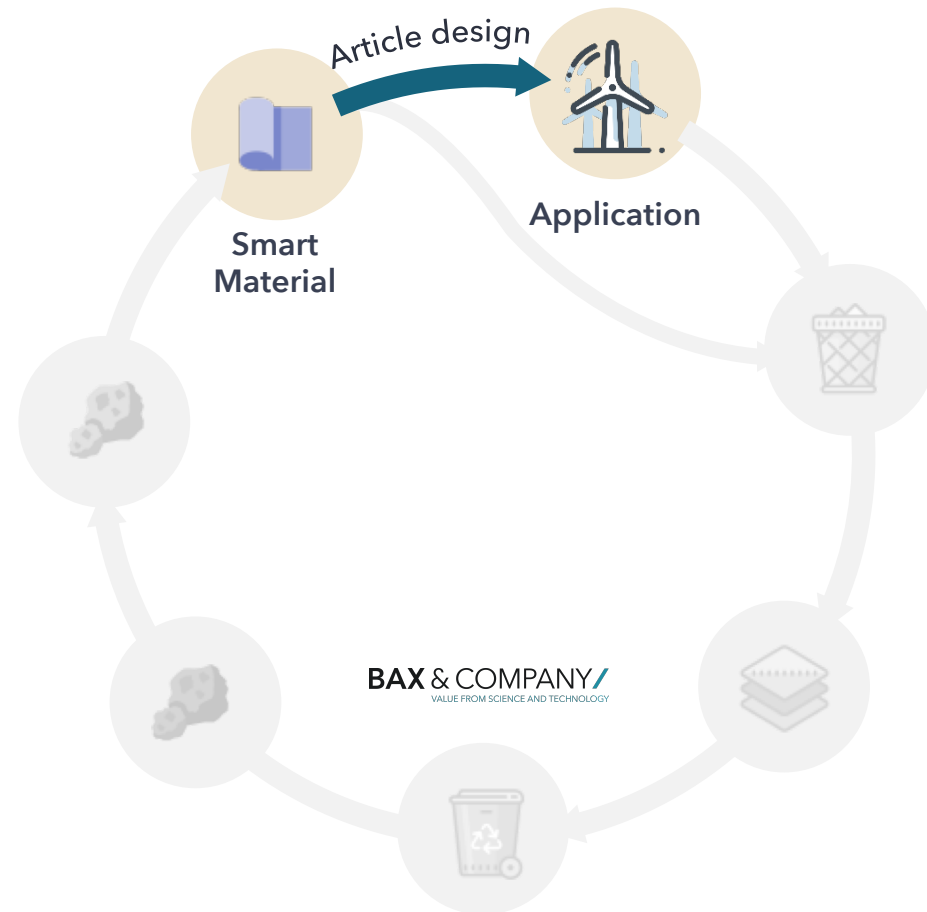 Article design
Application
Smart
Material
BAX & COMPANY/
VALUE FROM SCIENCE AND TECHNOLOGY